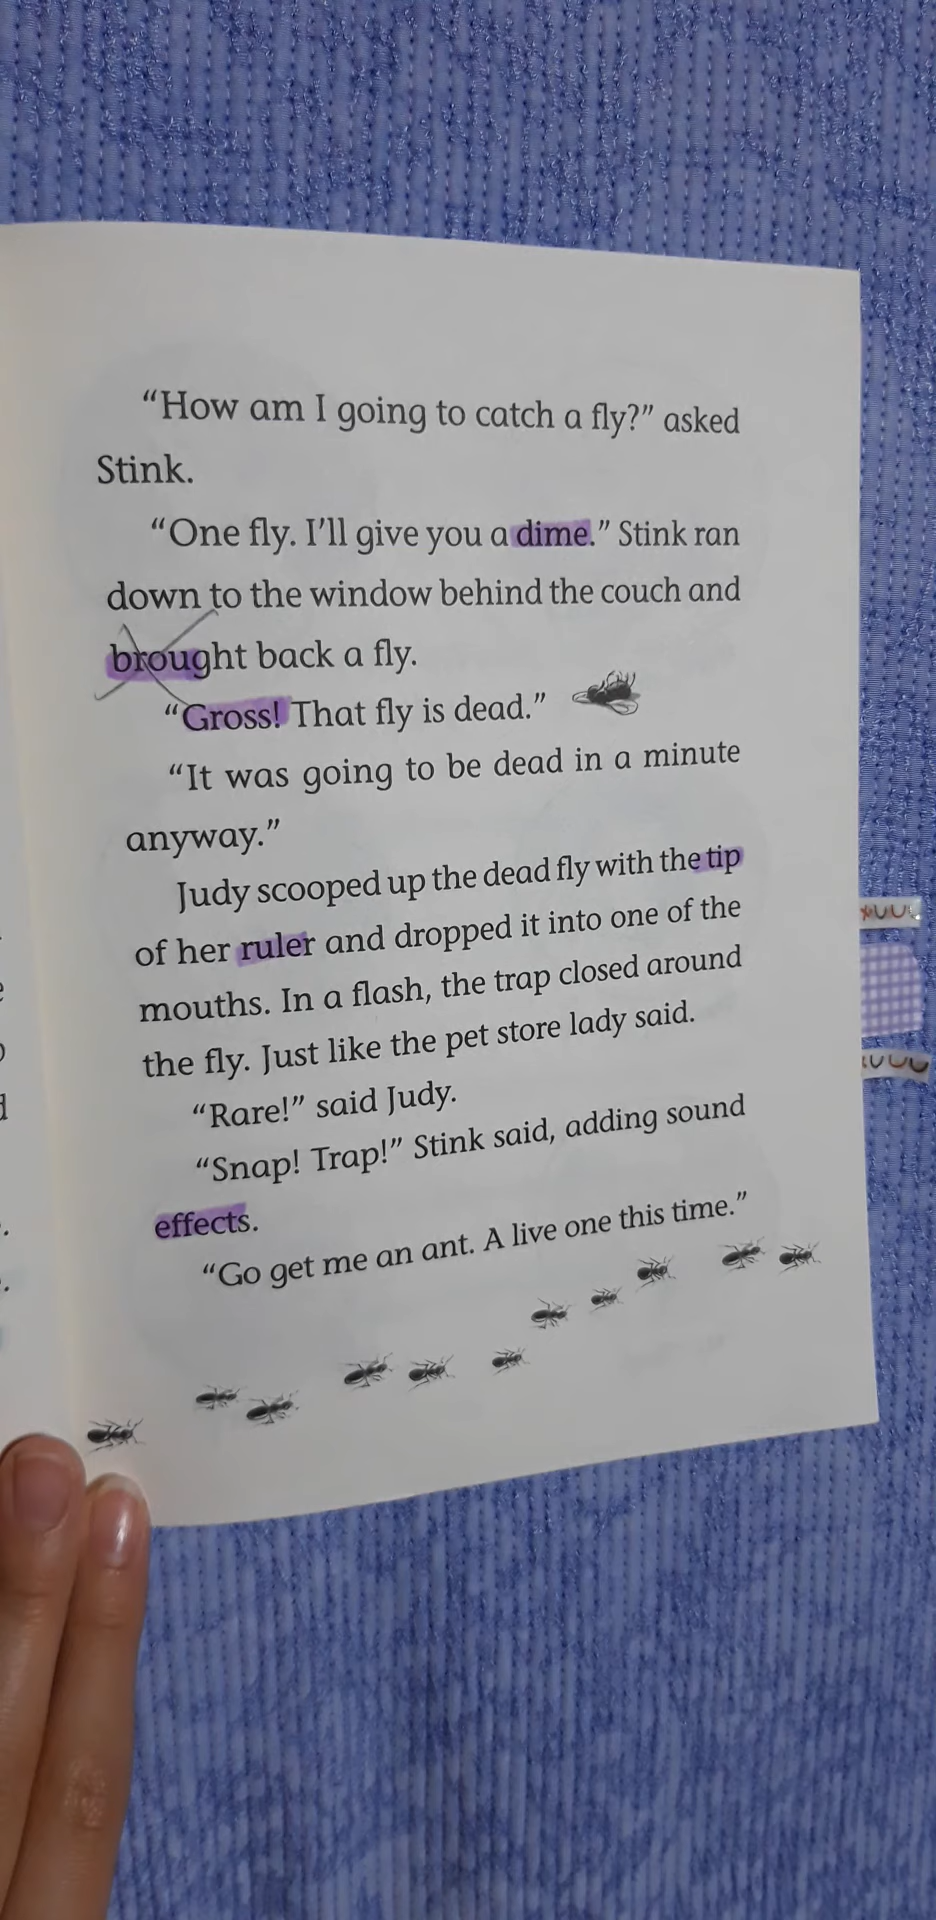 “How am I going to catch a fly?” asked
Stink.
“One fly. I’ll give you a dime.” Stink ran
down to the window behind the couch and
brought back a fly.
“Gross! That fly is dead.”
“It was going to be dead in a minute
anyway.”
Judy scooped up the dead fly with the tip
of her ruler and dropped it into one of the
mouths. In a flash, the trap closed around
the fly. Just like the pet store lady said.
“Rare!” said Judy.
“Snap! Trap!” Stink said, adding sound
effects.
“Go get me an ant. A live one this time.”